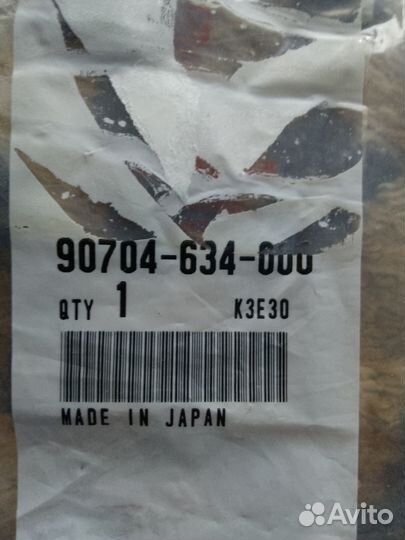 90704-634-000
QTY 1 K3E30
MADE IN JAPAN
Avito